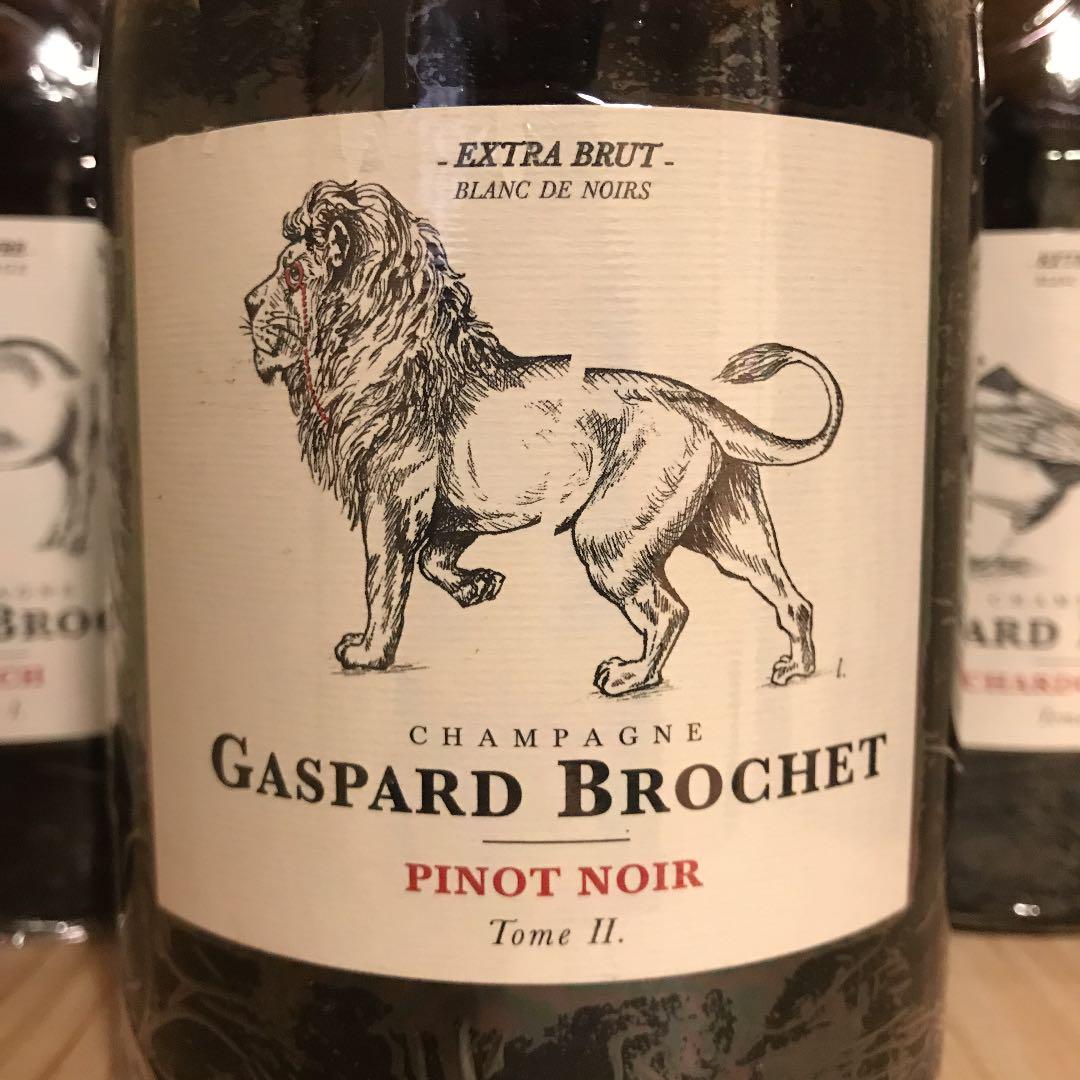 - EXTRA BRUT -
BLANC DE NOIRS
l.
CHAMPAGNE
GASPARD BROCHET
PINOT NOIR
Tome II.